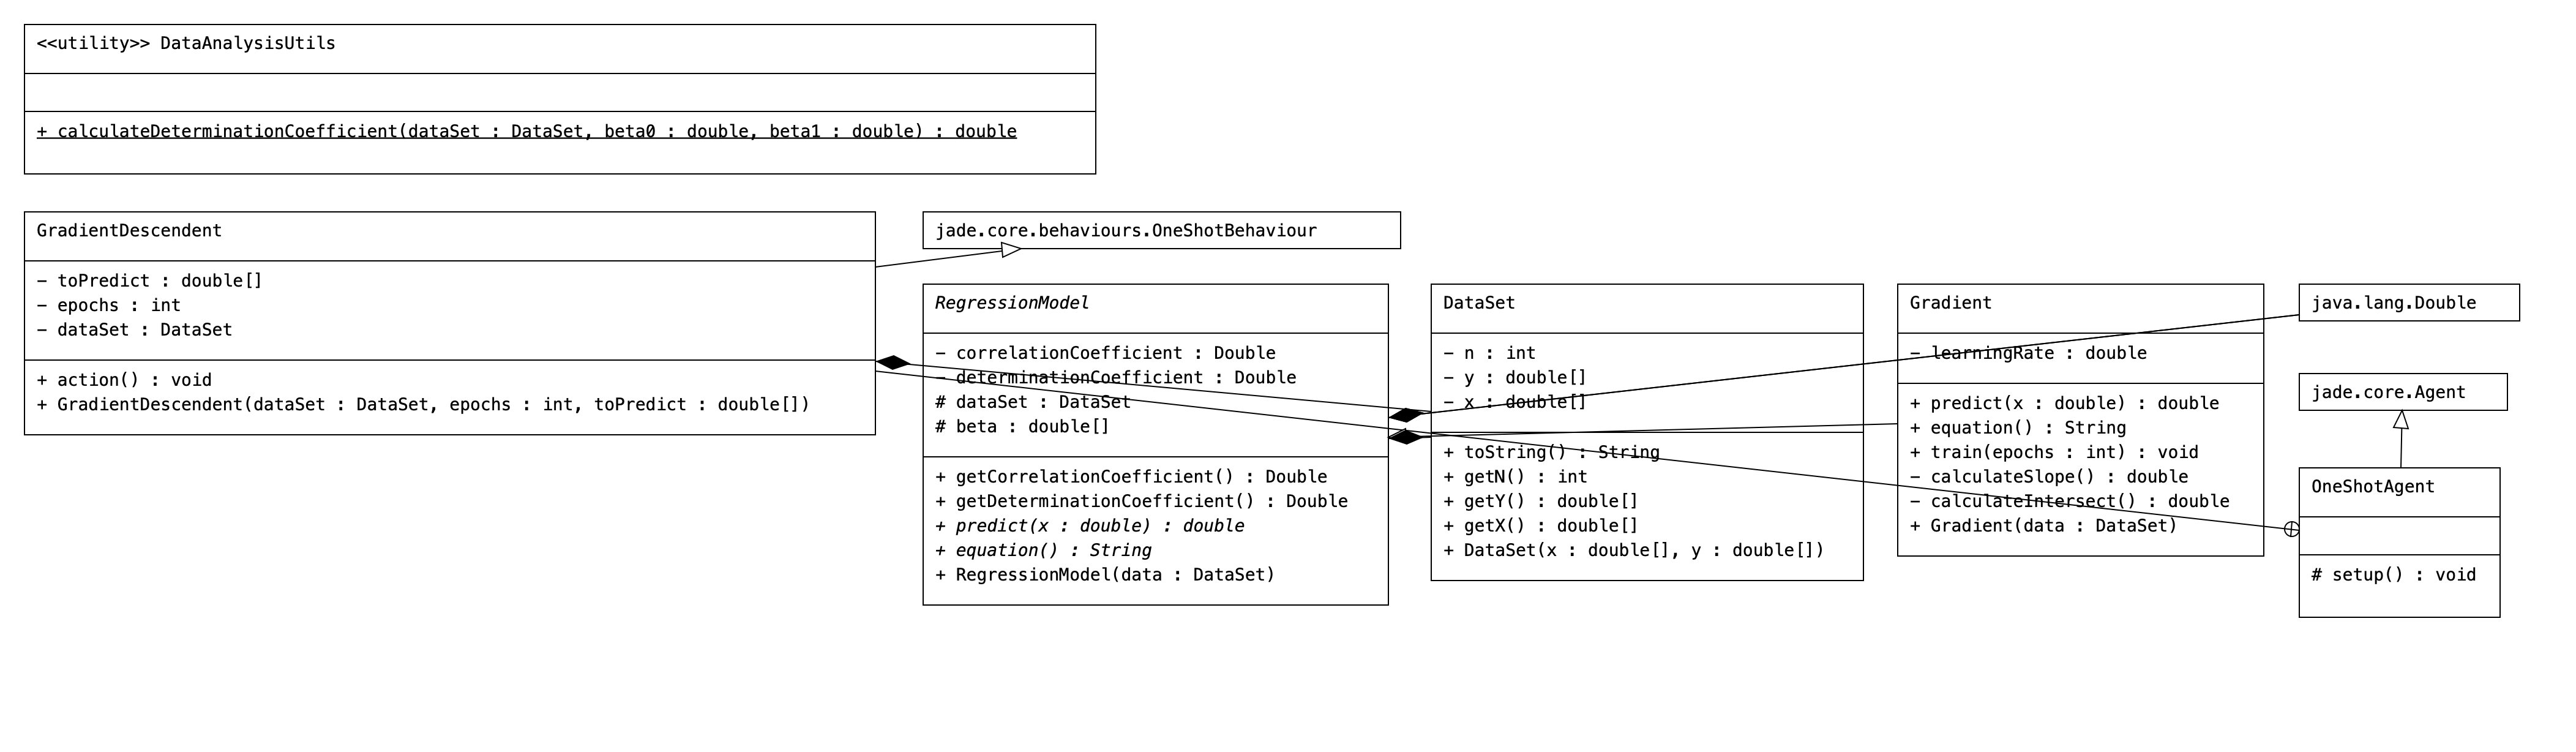 <<utility>> DataAnalysisUtils
+ calculateDeterminationCoefficient(dataSet : DataSet, beta0 : double, beta1 : double) : double
GradientDescendent
− toPredict : double[]
− epochs : int
− dataSet : DataSet
+ action() : void
+ GradientDescendent(dataSet : DataSet, epochs : int, toPredict : double[])
jade.core.behaviours.OneShotBehaviour
RegressionModel
− correlationCoefficient : Double
− determinationCoefficient : Double
# dataSet : DataSet
# beta : double[]
+ getCorrelationCoefficient() : Double
+ getDeterminationCoefficient() : Double
+ predict(x : double) : double
+ equation() : String
+ RegressionModel(data : DataSet)
DataSet
− n : int
− y : double[]
− x : double[]
+ toString() : String
+ getN() : int
+ getY() : double[]
+ getX() : double[]
+ DataSet(x : double[], y : double[])
Gradient
− learningRate : double
+ predict(x : double) : double
+ equation() : String
+ train(epochs : int) : void
− calculateSlope() : double
− calculateIntersect() : double
+ Gradient(data : DataSet)
java.lang.Double
jade.core.Agent
OneShotAgent
# setup() : void